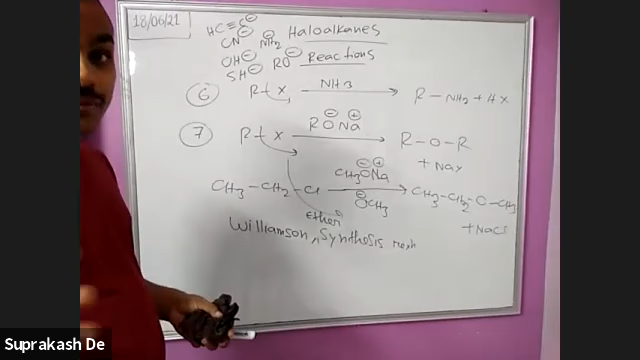 18/06/21
HC≡C⊖
CN⊖ NH2⊖ Haloalkanes
OH⊖ RO⊖ Reactions
SH⊖
6 R-X NH3 → R-NH2 + HX
7 R-X RO⊖Na⊕ → R-O-R
+ NaX
CH3-CH2-Cl CH3O⊖Na⊕ → CH3-CH2-O-CH3
⊖OCH3
+ NaCl
Ether
Williamson Synthesis
Suprakash De